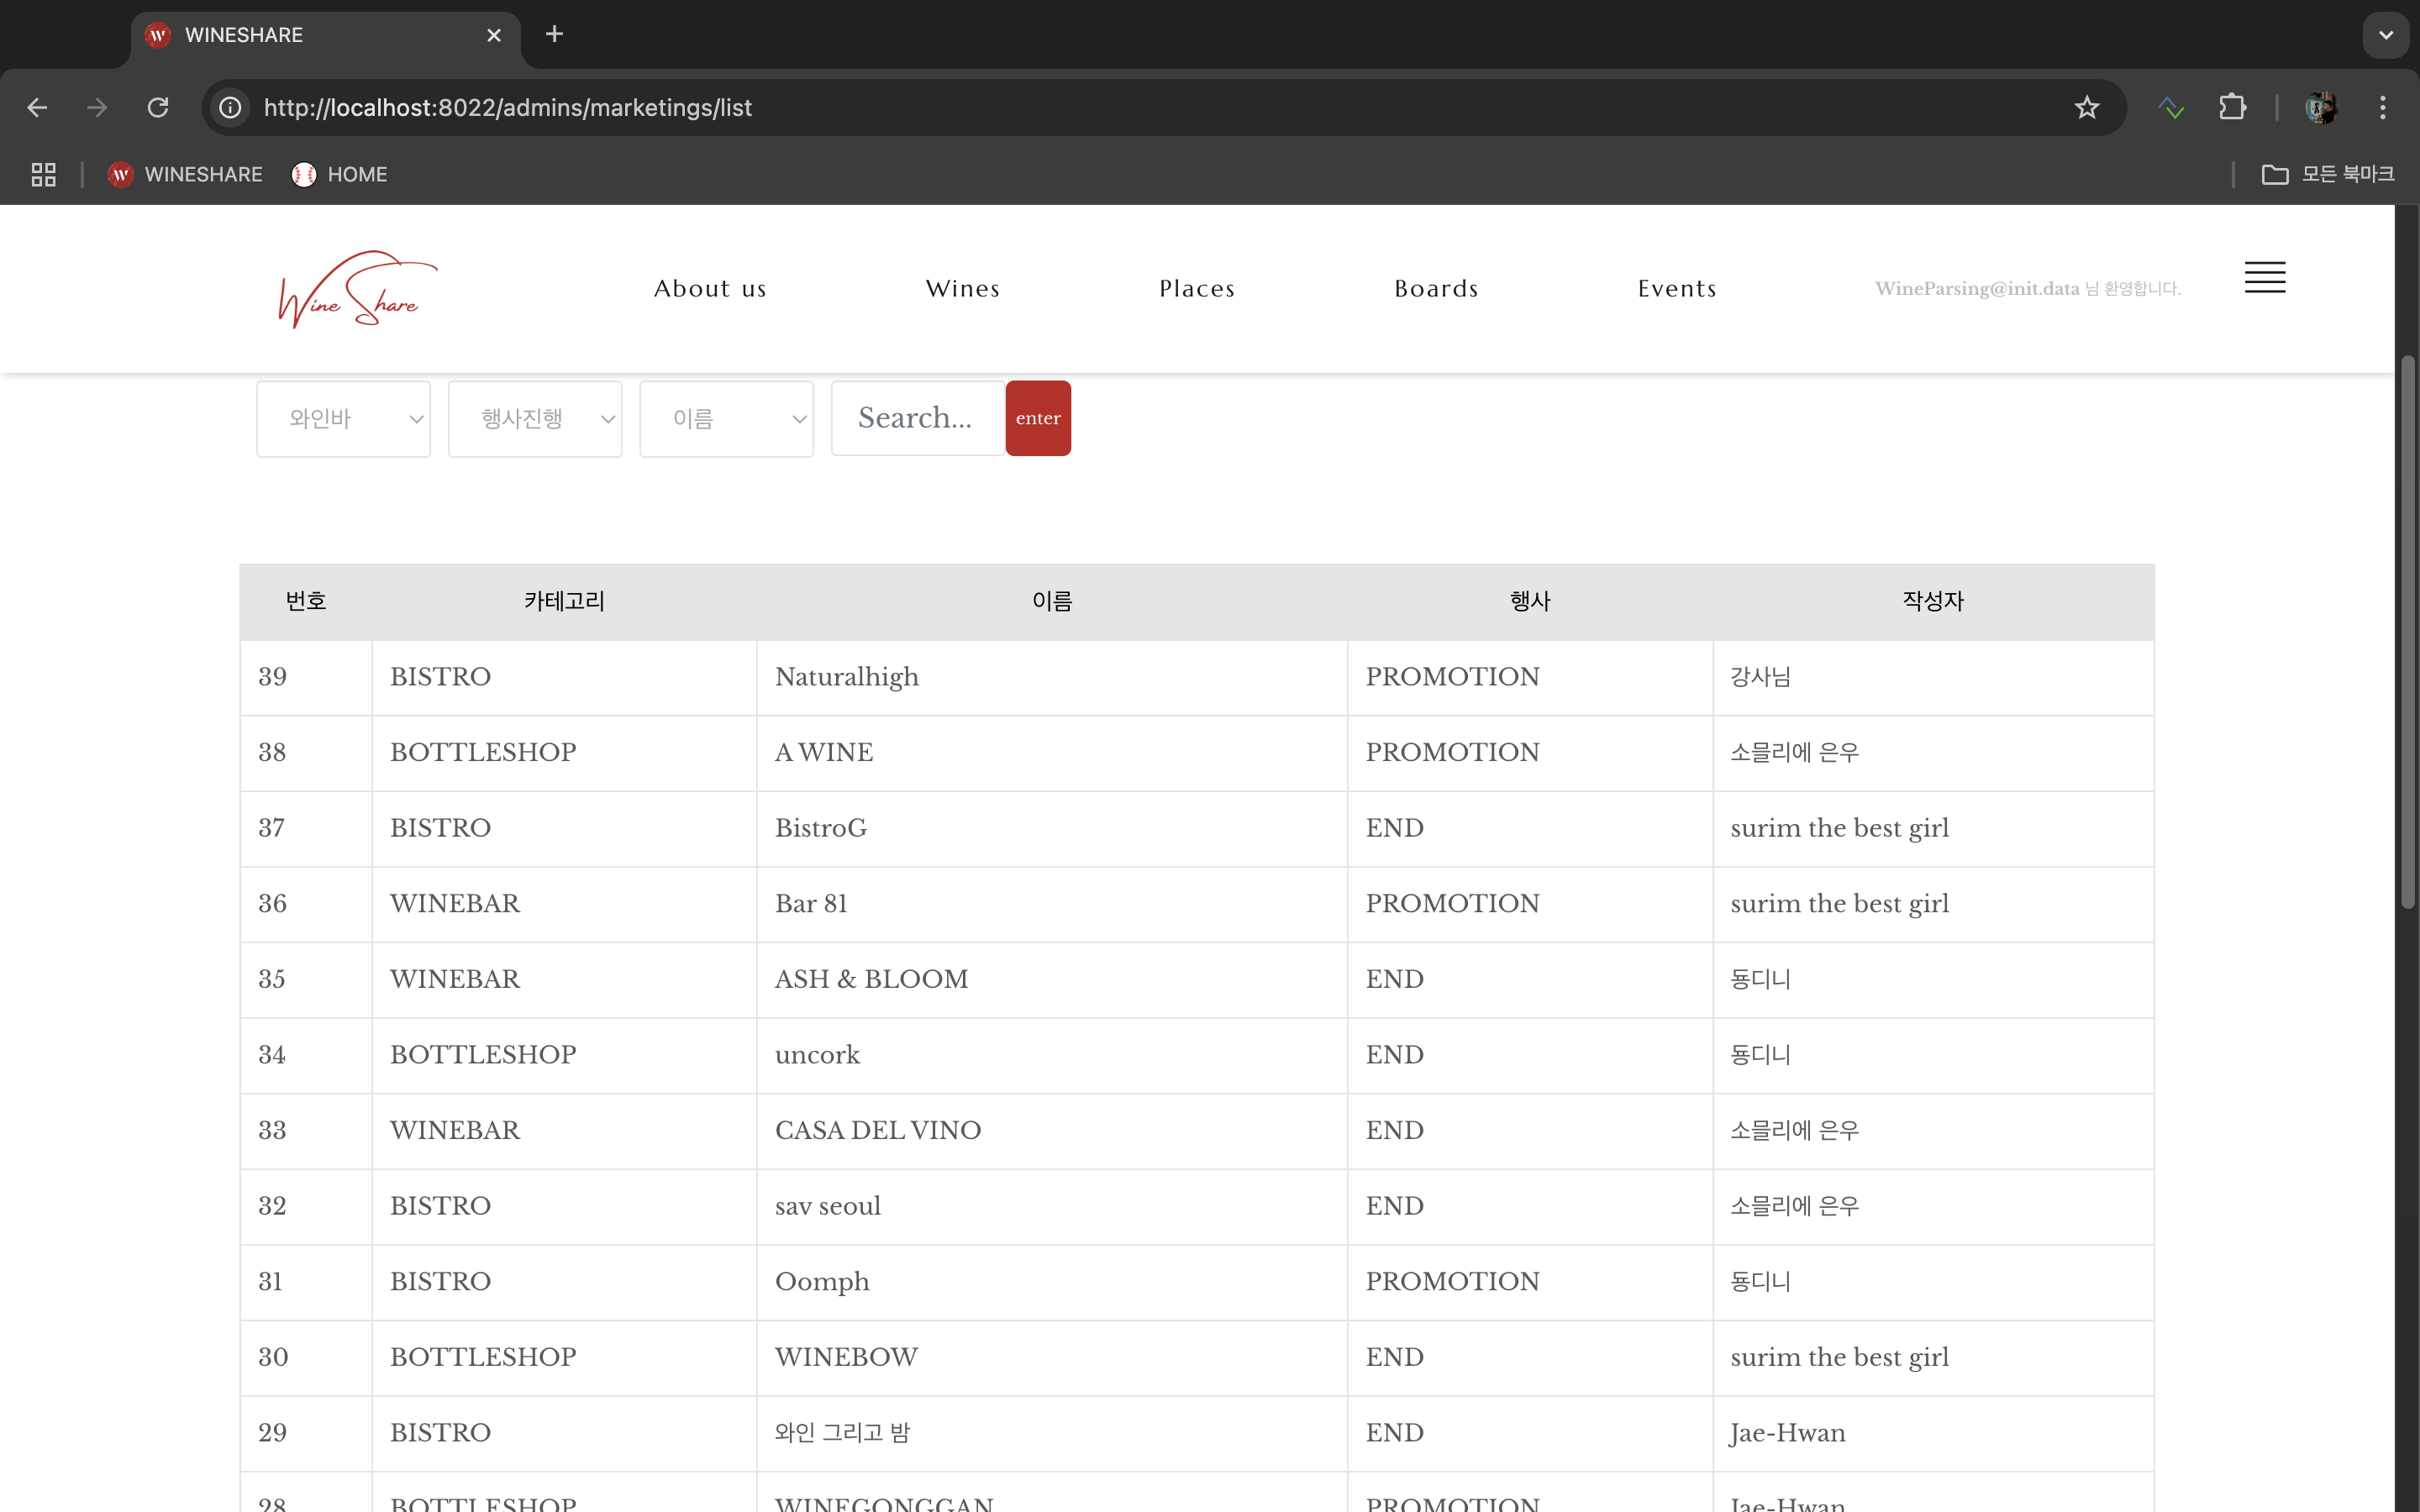 WINESHARE
http://localhost:8022/admins/marketings/list
WINESHARE HOME 모든 북마크
Wine Share About us Wines Places Boards Events WineParsing@init.data 님 환영합니다.
와인바 행사진행 이름 Search... enter
번호 카테고리 이름 행사 작성자
39 BISTRO Naturalhigh PROMOTION 강사님
38 BOTTLESHOP A WINE PROMOTION 소믈리에 은우
37 BISTRO BistroG END surim the best girl
36 WINEBAR Bar 81 PROMOTION surim the best girl
35 WINEBAR ASH & BLOOM END 둉디니
34 BOTTLESHOP uncork END 둉디니
33 WINEBAR CASA DEL VINO END 소믈리에 은우
32 BISTRO sav seoul END 소믈리에 은우
31 BISTRO Oomph PROMOTION 둉디니
30 BOTTLESHOP WINEBOW END surim the best girl
29 BISTRO 와인 그리고 밤 END Jae-Hwan
28 BOTTLESHOP WINEGONGGAN PROMOTION Jae-Hwan